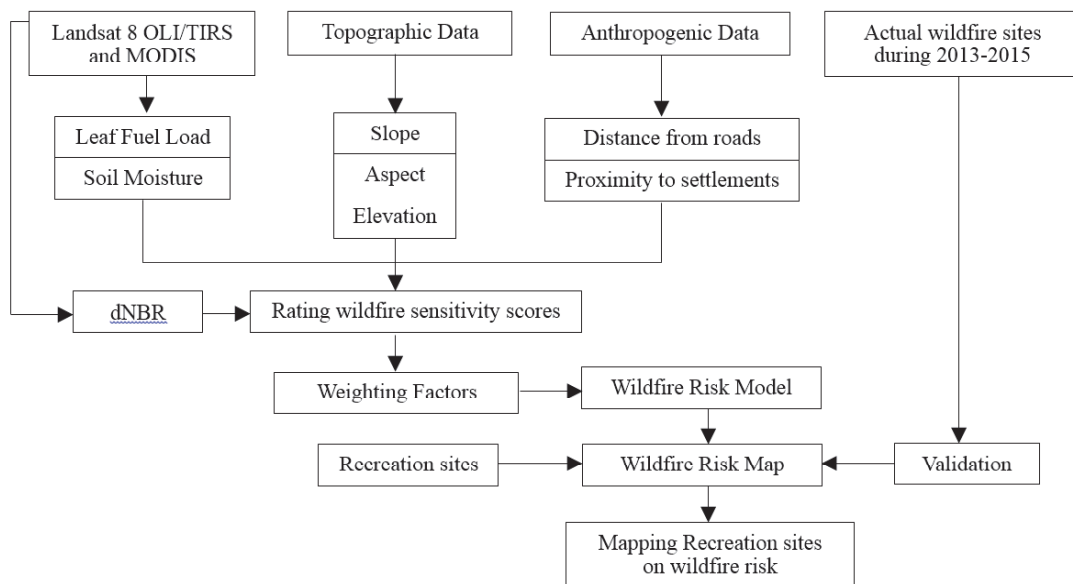 Landsat 8 OLI/TIRS
and MODIS
Topographic Data
Anthropogenic Data
Actual wildfire sites
during 2013-2015
Leaf Fuel Load
Soil Moisture
Slope
Aspect
Elevation
Distance from roads
Proximity to settlements
dNBR
Rating wildfire sensitivity scores
Weighting Factors
Wildfire Risk Model
Recreation sites
Wildfire Risk Map
Validation
Mapping Recreation sites
on wildfire risk